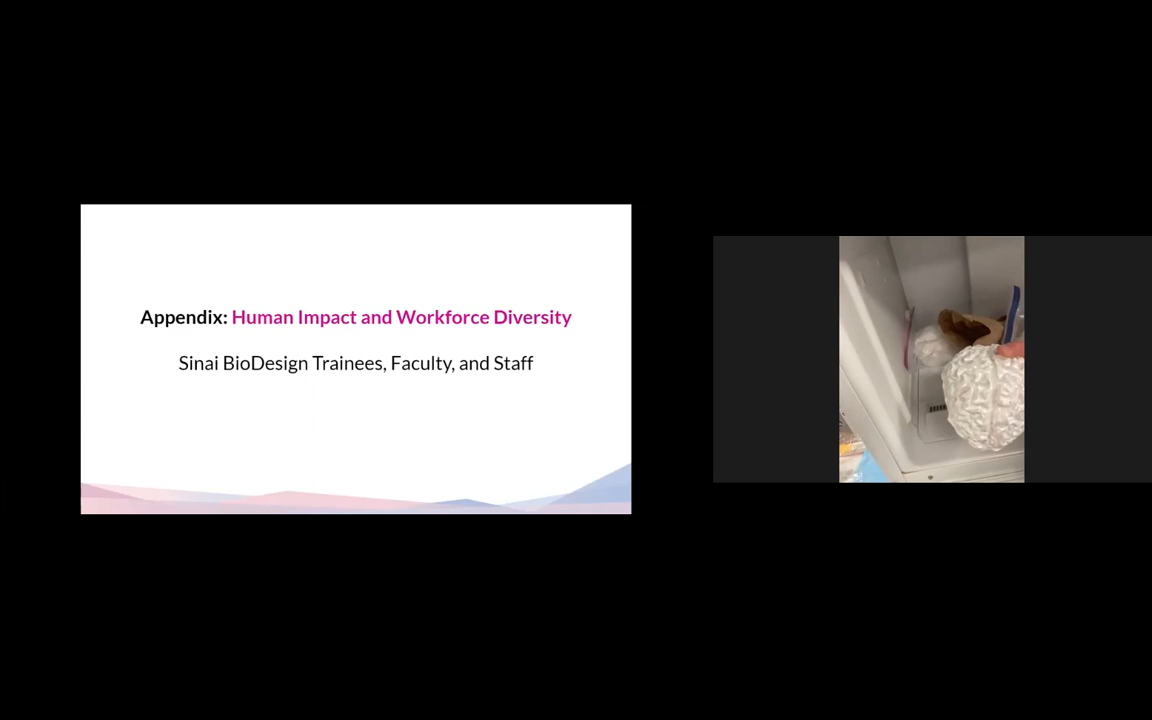 Appendix: Human Impact and Workforce Diversity
Sinai BioDesign Trainees, Faculty, and Staff